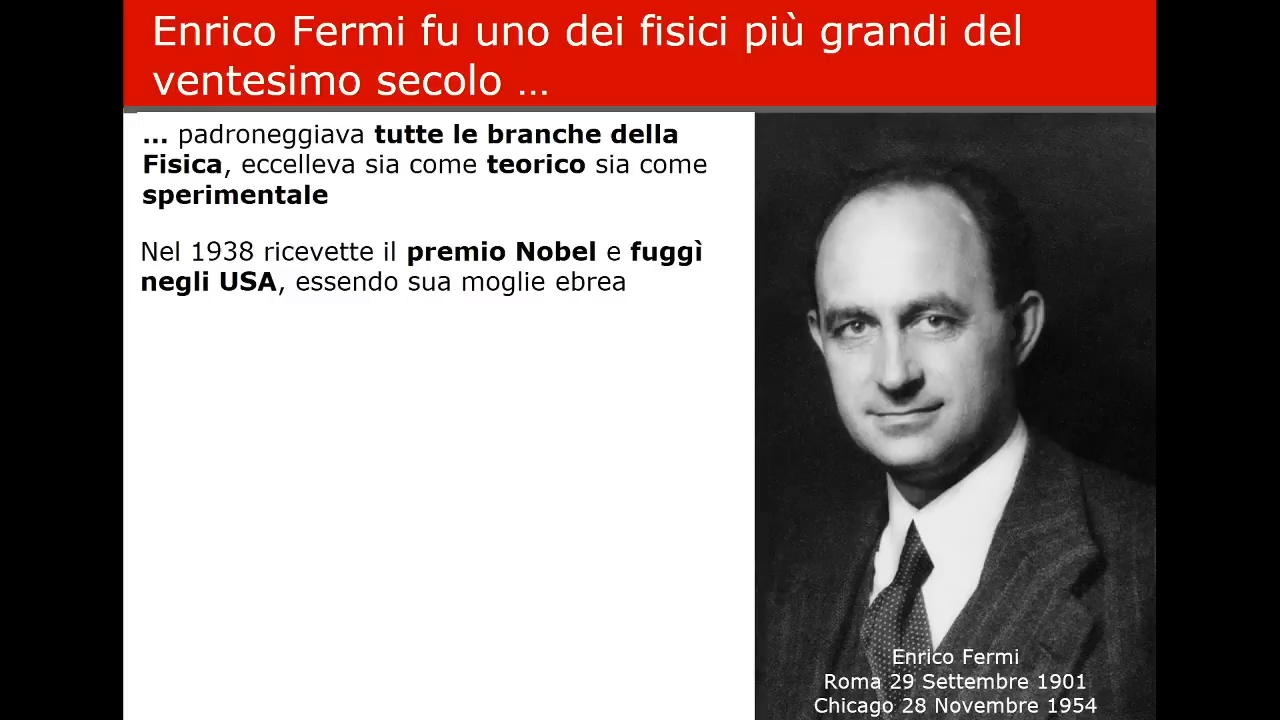 Enrico Fermi fu uno dei fisici più grandi del
ventesimo secolo …
… padroneggiava tutte le branche della
Fisica, eccelleva sia come teorico sia come
sperimentale
Nel 1938 ricevette il premio Nobel e fuggì
negli USA, essendo sua moglie ebrea
Enrico Fermi
Roma 29 Settembre 1901
Chicago 28 Novembre 1954